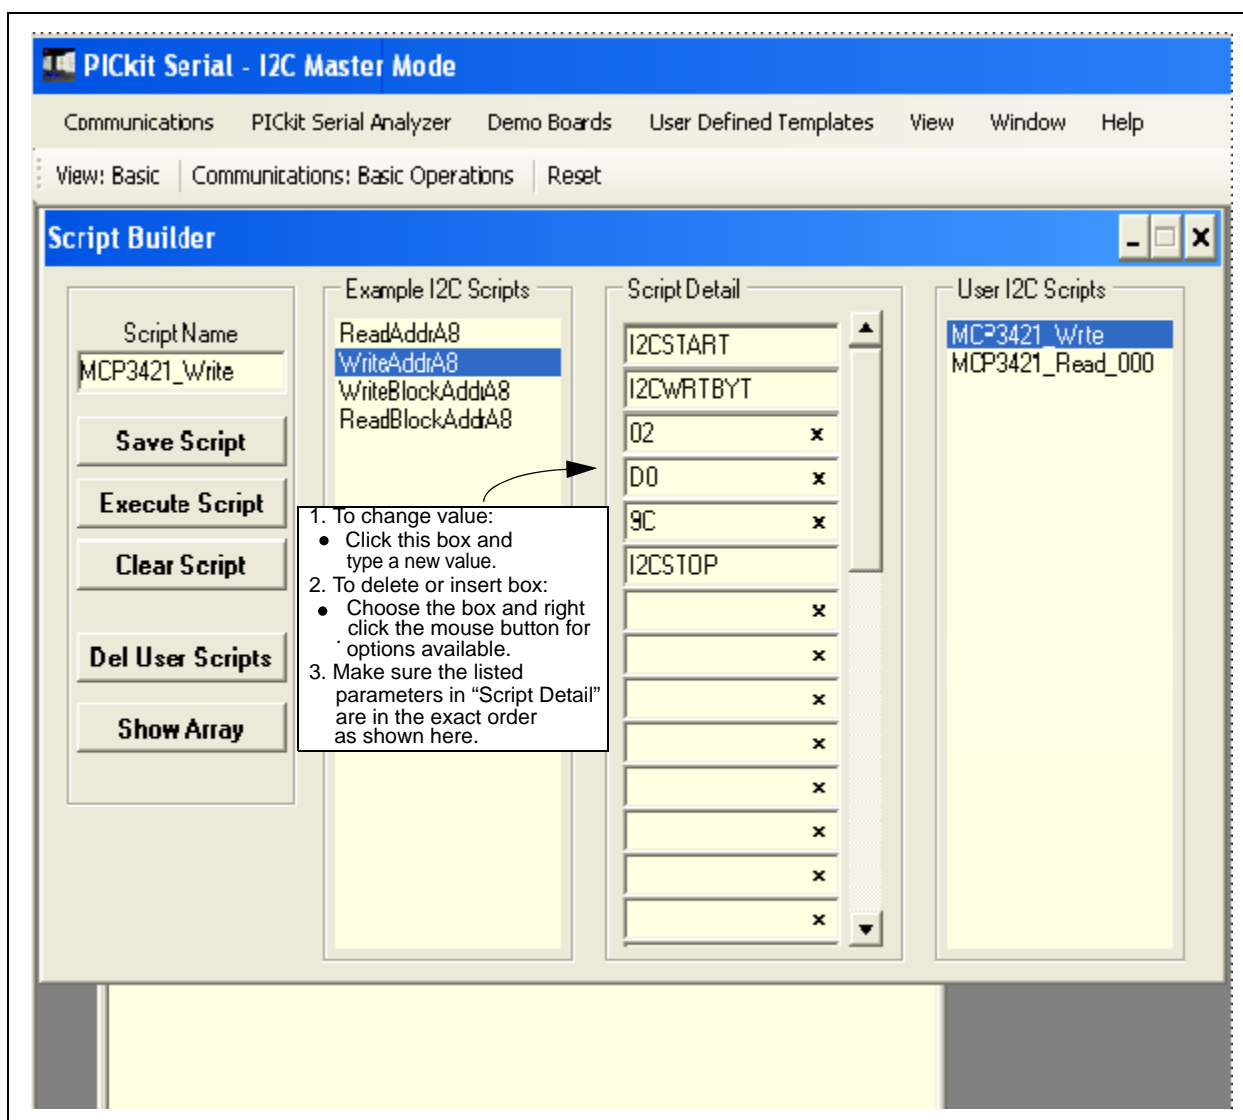 PICkit Serial - I2C Master Mode
Communications PICkit Serial Analyzer Demo Boards User Defined Templates View Window Help
View: Basic Communications: Basic Operations Reset
Script Builder
Script Name
MCP3421_Write
Save Script
Execute Script
Clear Script
Del User Scripts
Show Array
Example I2C Scripts
ReadAddrA8
WriteAddrA8
WriteBlockAddrA8
ReadBlockAddrA8
1. To change value:
• Click this box and
type a new value.
2. To delete or insert box:
• Choose the box and right
click the mouse button for
options available.
3. Make sure the listed
parameters in “Script Detail”
are in the exact order
as shown here.
Script Detail
I2CSTART
I2CWRTBYT
02 x
D0 x
9C x
I2CSTOP
x
x
x
x
x
x
x
x
User I2C Scripts
MCP3421_Write
MCP3421_Read_000